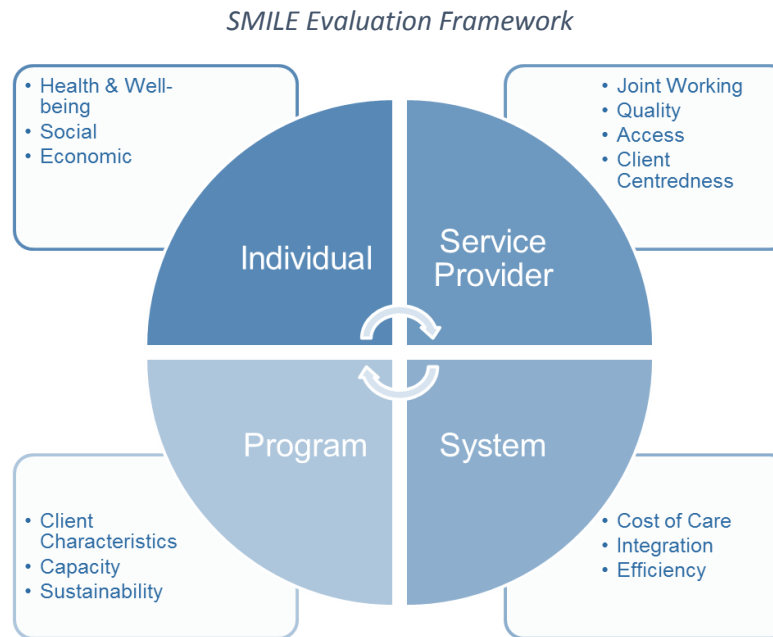 SMILE Evaluation Framework
• Health & Well-
being
• Social
• Economic
• Joint Working
• Quality
• Access
• Client
Centredness
Individual
Service
Provider
Program
System
• Client
Characteristics
• Capacity
• Sustainability
• Cost of Care
• Integration
• Efficiency